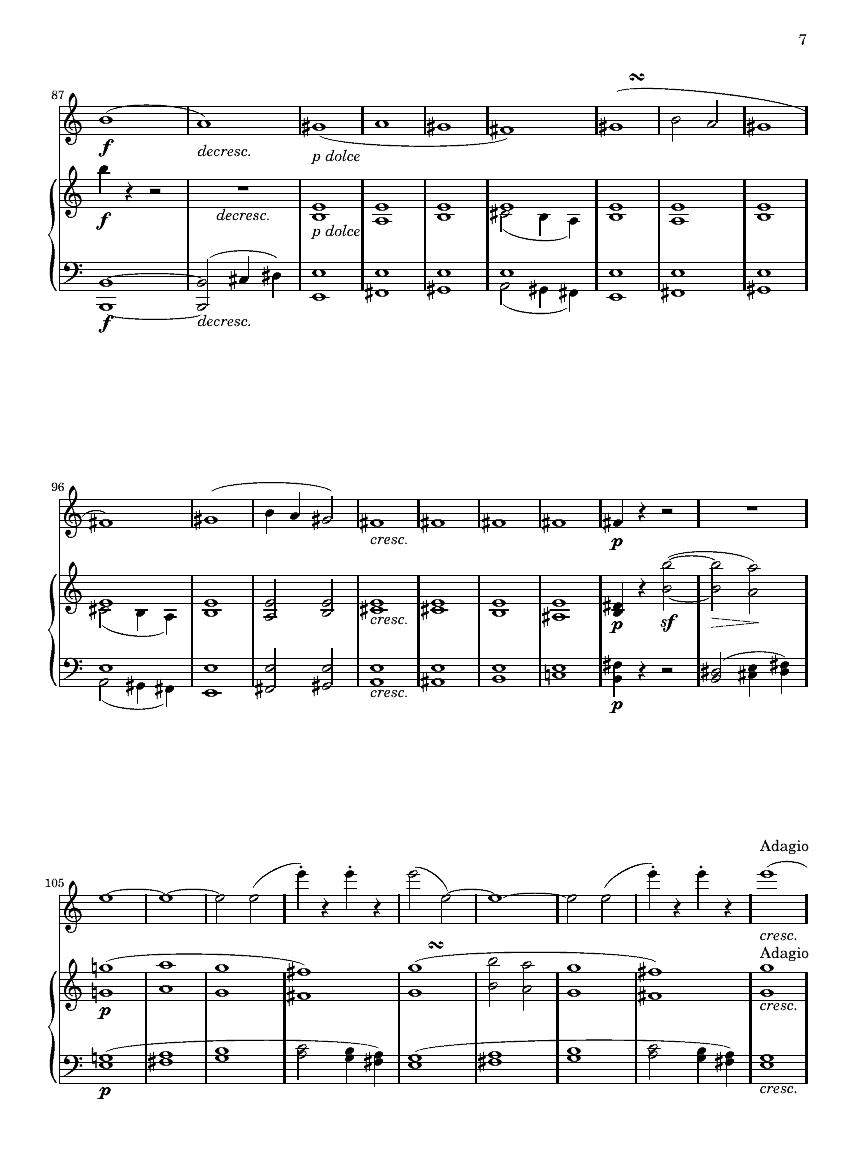 7
87
f decresc. p dolce
f decresc. p dolce
f decresc.
96
cresc. p
cresc. p sf
cresc. p
Adagio
105
cresc.
Adagio
p cresc.
p cresc.